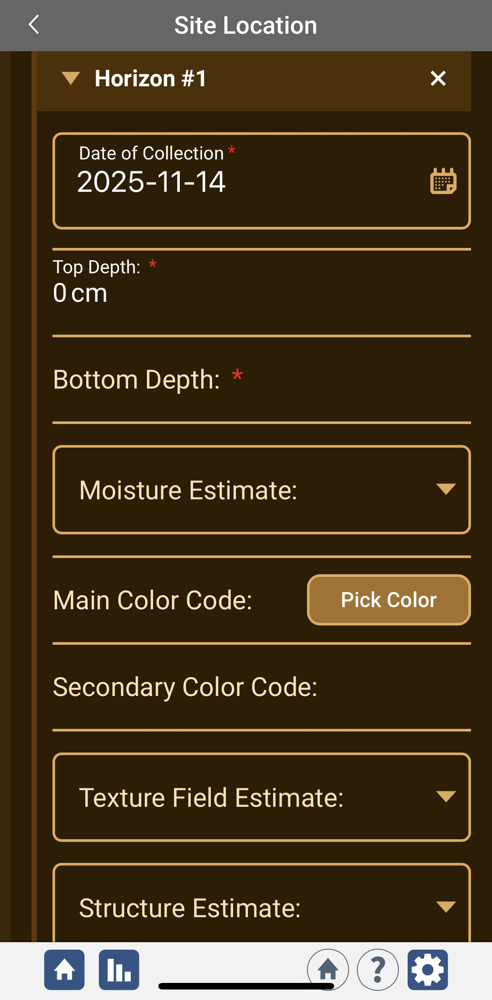 Site Location
Horizon #1
Date of Collection *
2025-11-14
Top Depth: *
0 cm
Bottom Depth: *
Moisture Estimate:
Main Color Code:
Pick Color
Secondary Color Code:
Texture Field Estimate:
Structure Estimate:
?